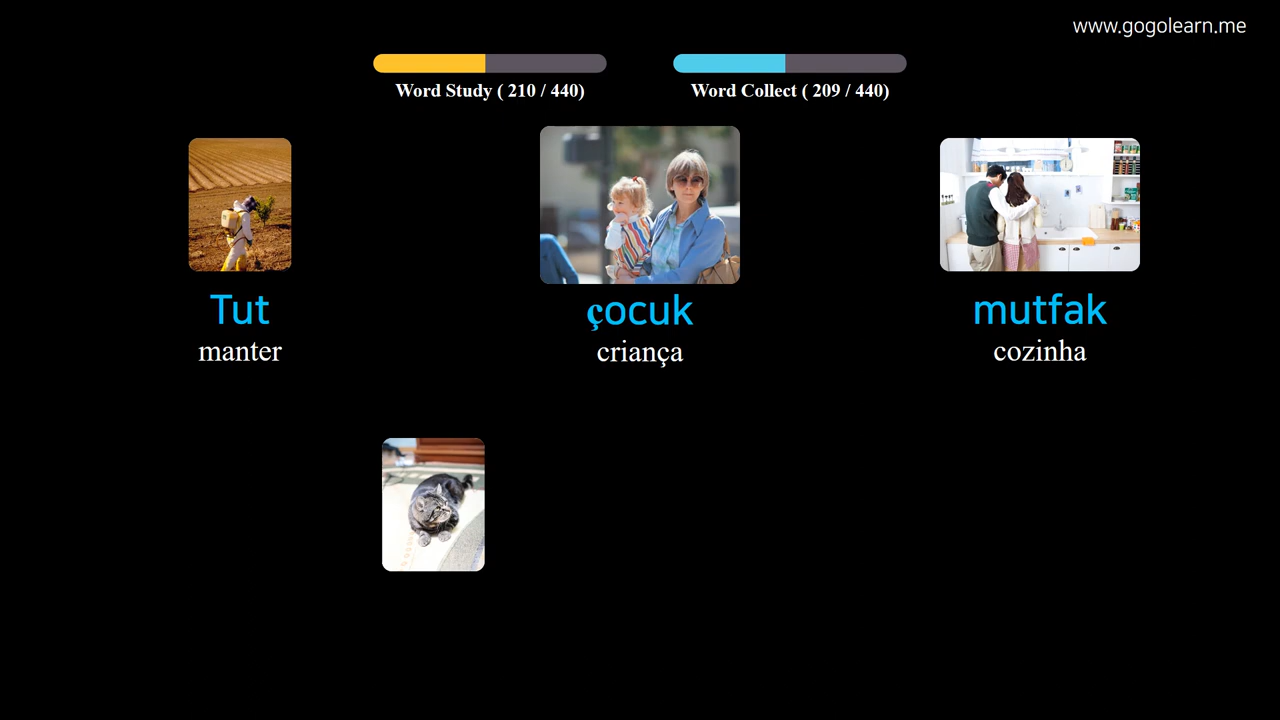 www.gogolearn.me
Word Study ( 210 / 440)
Word Collect ( 209 / 440)
Tut
manter
çocuk
criança
mutfak
cozinha